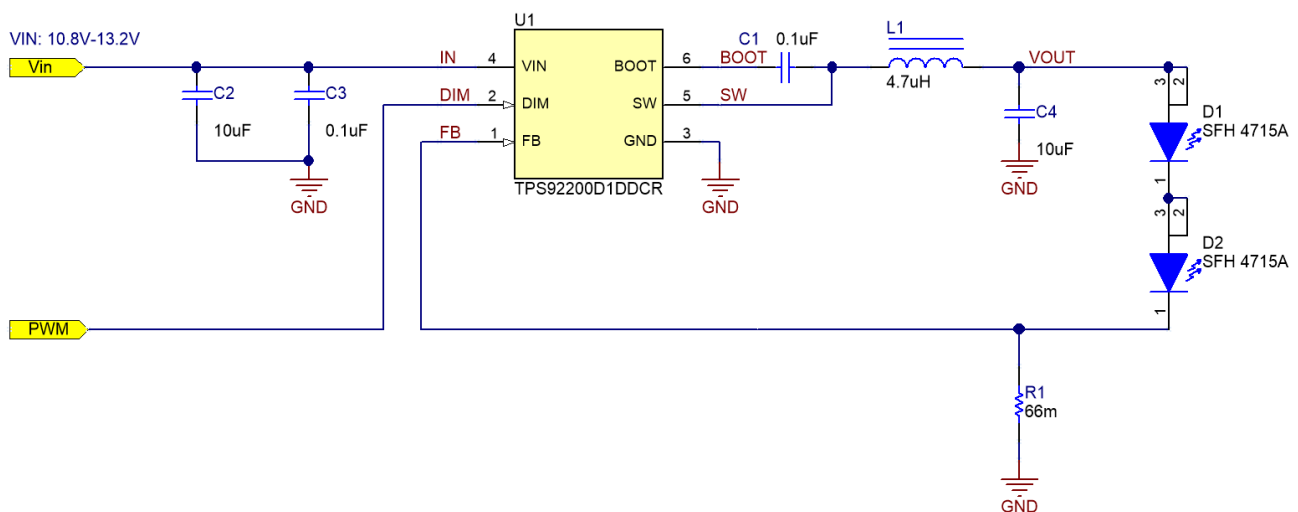 VIN: 10.8V-13.2V
Vin
C2
10uF
C3
0.1uF
GND
IN
DIM
FB
4
2
1
U1
VIN
DIM
FB
BOOT
SW
GND
TPS92200D1DDCR
6
5
3
BOOT
SW
GND
C1
0.1uF
L1
4.7uH
VOUT
C4
10uF
GND
3
2
D1
SFH 4715A
1
3
2
D2
SFH 4715A
1
PWM
R1
66m
GND